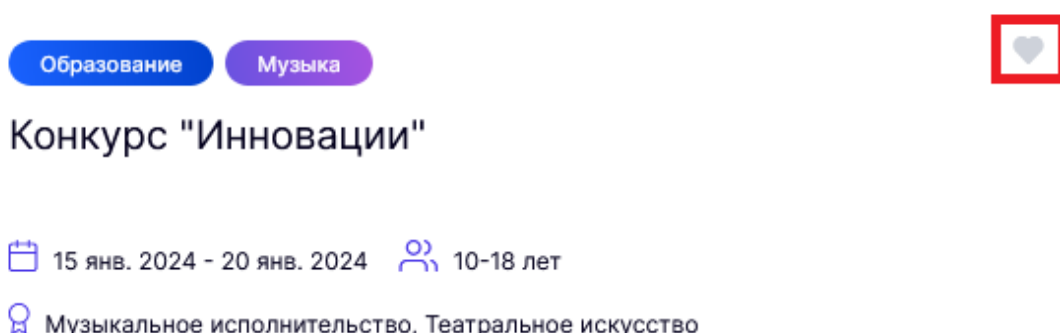 Образование Музыка
Конкурс "Инновации"
15 янв. 2024 - 20 янв. 2024 10-18 лет
Музыкальное исполнительство, Театральное искусство